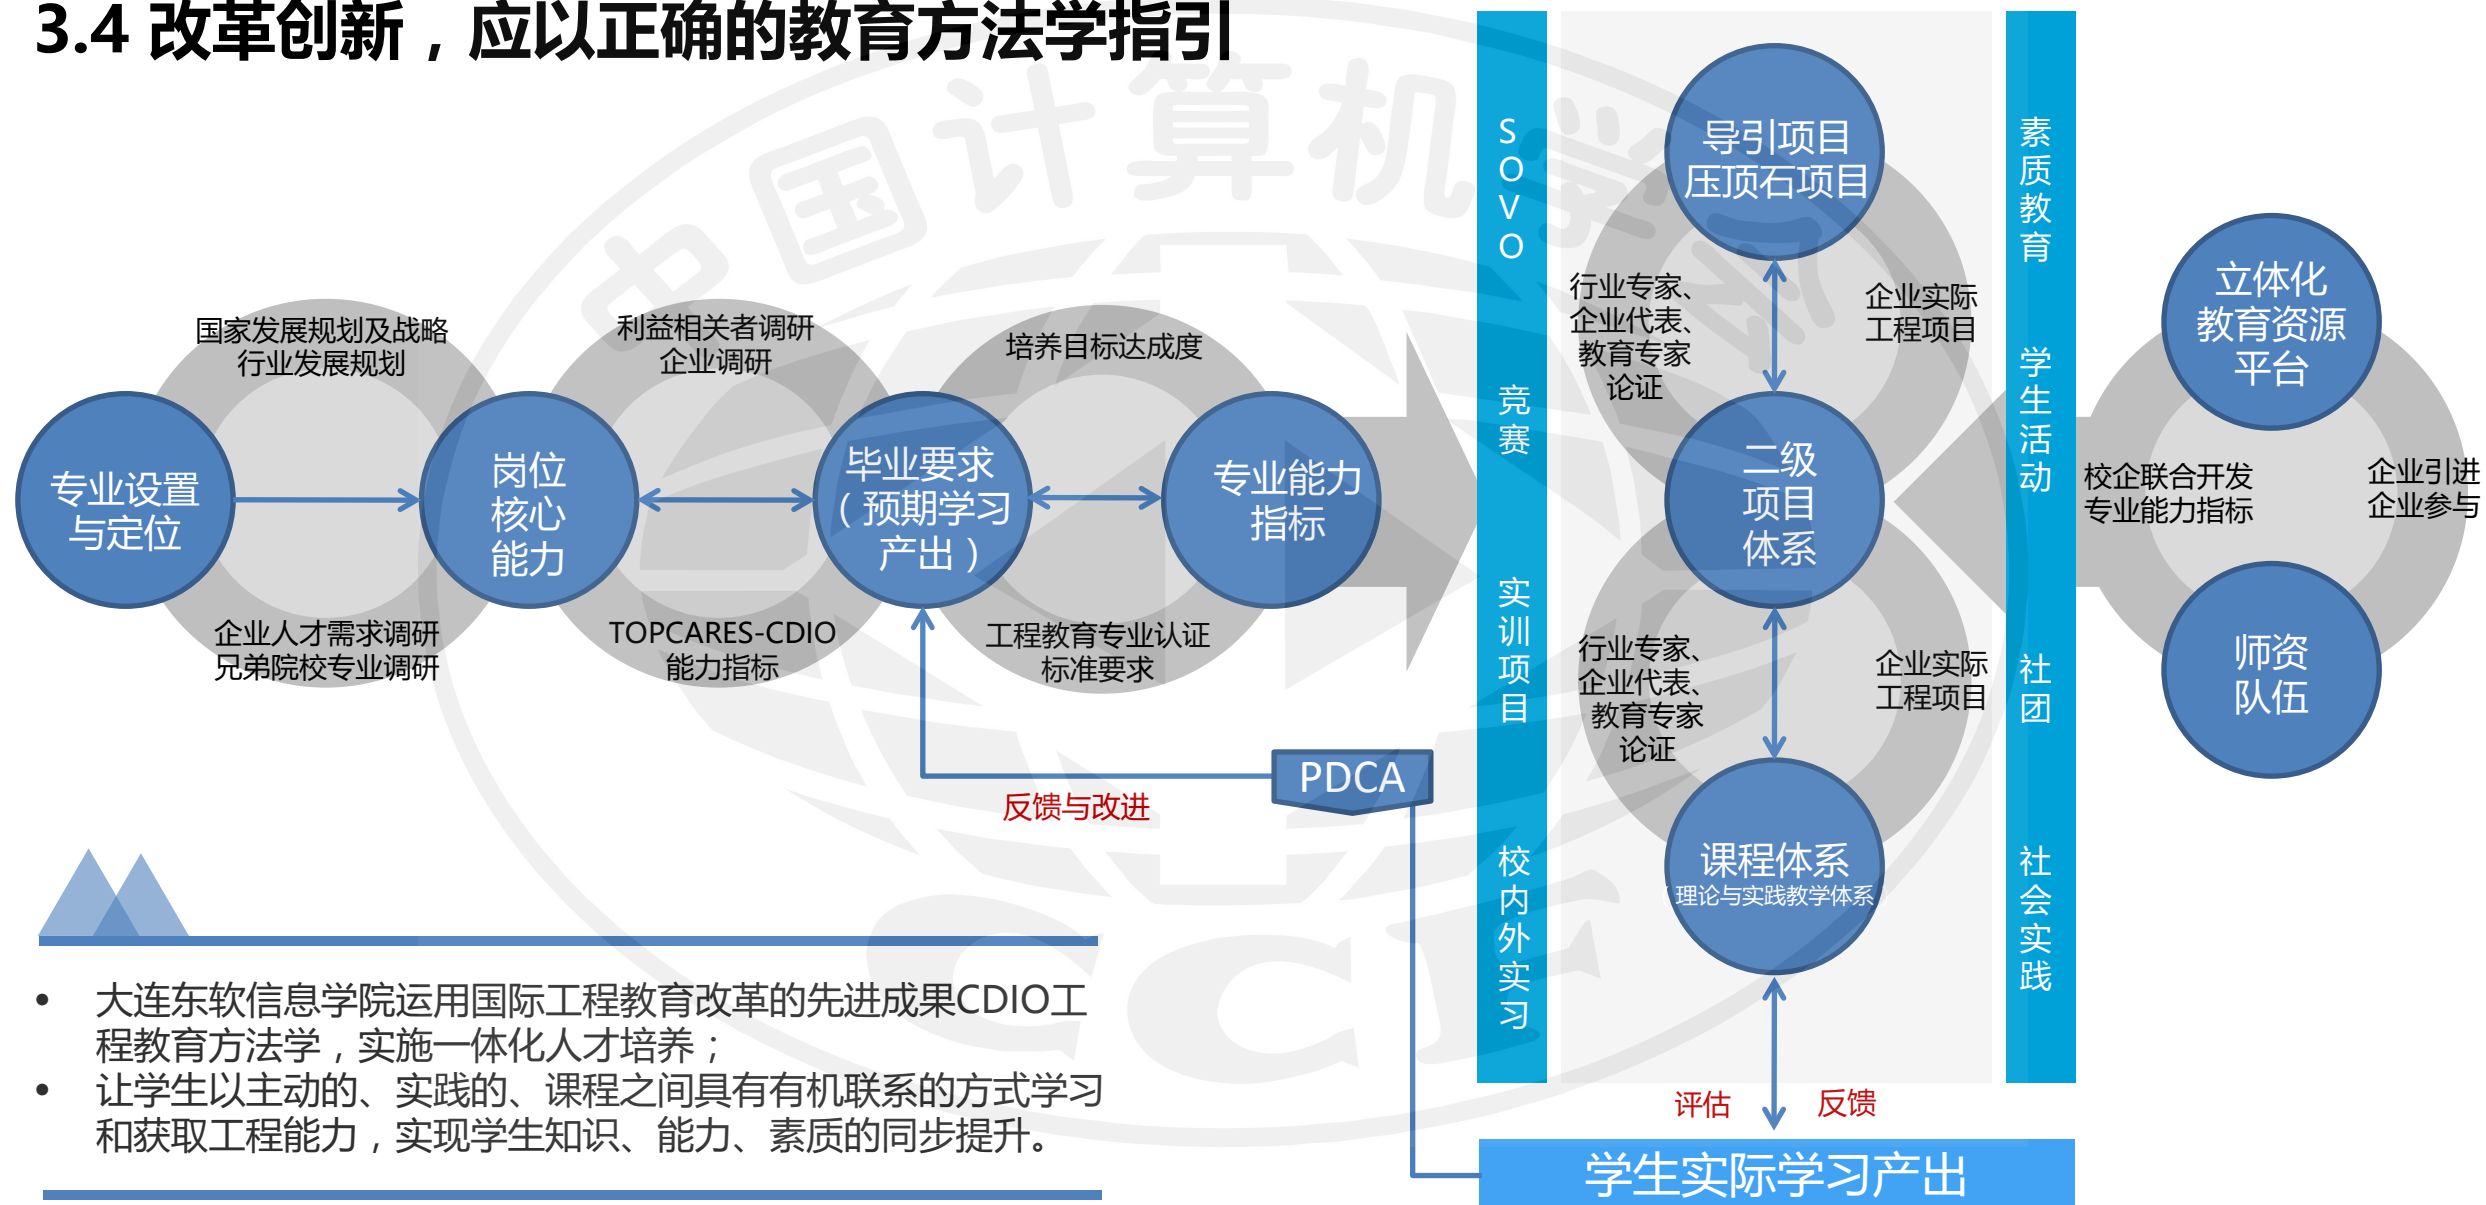 3.4 改革创新，应以正确的教育方法学指引
国家发展规划及战略
行业发展规划
专业设置
与定位
企业人才需求调研
兄弟院校专业调研
岗位
核心
能力
利益相关者调研
企业调研
TOPCARES-CDIO
能力指标
毕业要求
（预期学习
产出）
培养目标达成度
工程教育专业认证
标准要求
专业能力
指标
PDCA
反馈与改进
SOVO
竞赛
实训项目
校内外实习
导引项目
压顶石项目
行业专家、
企业代表、
教育专家
论证
企业实际
工程项目
二级
项目
体系
行业专家、
企业代表、
教育专家
论证
企业实际
工程项目
课程体系
理论与实践教学体系
评估
反馈
学生实际学习产出
素质教育
学生活动
社团
社会实践
立体化
教育资源
平台
校企联合开发
专业能力指标
企业引进
企业参与
师资
队伍
• 大连东软信息学院运用国际工程教育改革的先进成果CDIO工
程教育方法学，实施一体化人才培养；
• 让学生以主动的、实践的、课程之间具有有机联系的方式学习
和获取工程能力，实现学生知识、能力、素质的同步提升。
中国计算机学会
CCF